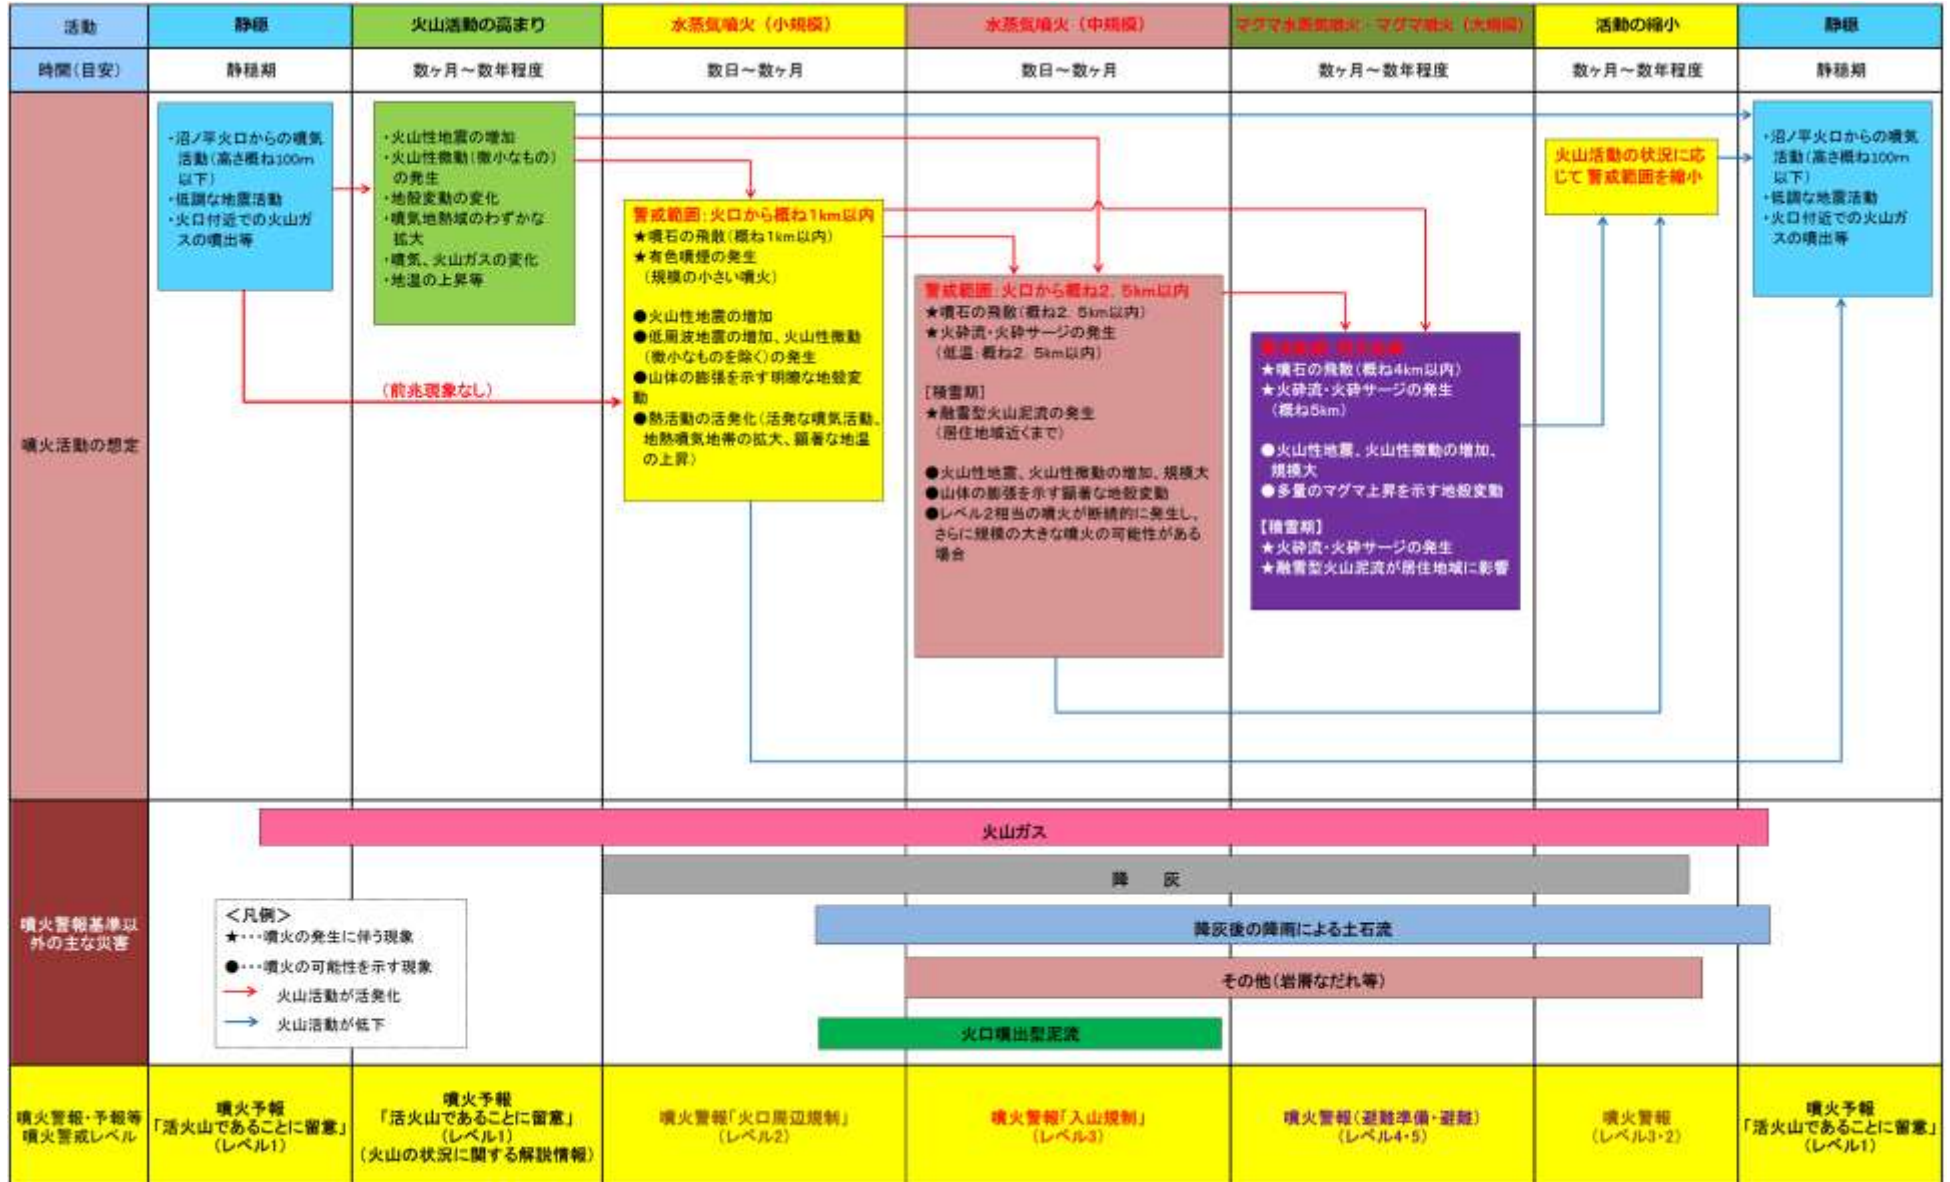 活動
静穏
火山活動の高まり
水蒸気噴火（小規模）
水蒸気噴火（中規模）
マグマ水蒸気噴火・マグマ噴火（大規模）
活動の縮小
静穏
時間（目安）
静穏期
数ヶ月～数年程度
数日～数ヶ月
数日～数ヶ月
数ヶ月～数年程度
数ヶ月～数年程度
静穏期
噴火活動の想定
・沼ノ平火口からの噴気
活動（高さ概ね100m
以下）
・低調な地震活動
・火口付近での火山ガ
スの噴出等
・火山性地震の増加
・火山性微動（微小なもの）
の発生
・地殻変動の変化
・噴気地熱域のわずかな
拡大
・噴気、火山ガスの変化
・地温の上昇等
（前兆現象なし）
警戒範囲：火口から概ね1km以内
★噴石の飛散（概ね1km以内）
★有色噴煙の発生
（規模の小さい噴火）
●火山性地震の増加
●低周波地震の増加、火山性微動
（微小なものを除く）の発生
●山体の膨張を示す明瞭な地殻変
動
●熱活動の活発化（活発な噴気活動、
地熱噴気地帯の拡大、顕著な地温
の上昇）
警戒範囲：火口から概ね2．5km以内
★噴石の飛散（概ね2．5km以内）
★火砕流・火砕サージの発生
（低温：概ね2．5km以内）
［積雪期］
★融雪型火山泥流の発生
（居住地域近くまで）
●火山性地震、火山性微動の増加、規模大
●山体の膨張を示す顕著な地殻変動
●レベル2相当の噴火が断続的に発生し、
さらに規模の大きな噴火の可能性がある
場合
★噴石の飛散（概ね4km以内）
★火砕流・火砕サージの発生
（概ね5km）
●火山性地震、火山性微動の増加、
規模大
●多量のマグマ上昇を示す地殻変動
【積雪期】
★火砕流・火砕サージの発生
★融雪型火山泥流が居住地域に影響
火山活動の状況に応
じて警戒範囲を縮小
・沼ノ平火口からの噴気
活動（高さ概ね100m
以下）
・低調な地震活動
・火口付近での火山ガ
スの噴出等
噴火警報基準以
外の主な災害
火山ガス
降　灰
降灰後の降雨による土石流
その他（岩屑なだれ等）
火口噴出型泥流
＜凡例＞
★・・・噴火の発生に伴う現象
●・・・噴火の可能性を示す現象
火山活動が活発化
火山活動が低下
噴火警報・予報等
噴火警戒レベル
噴火予報
「活火山であることに留意」
（レベル1）
噴火予報
「活火山であることに留意」
（レベル1）
（火山の状況に関する解説情報）
噴火警報「火口周辺規制」
（レベル2）
噴火警報「入山規制」
（レベル3）
噴火警報（避難準備・避難）
（レベル4・5）
噴火警報
（レベル3・2）
噴火予報
「活火山であることに留意」
（レベル1）